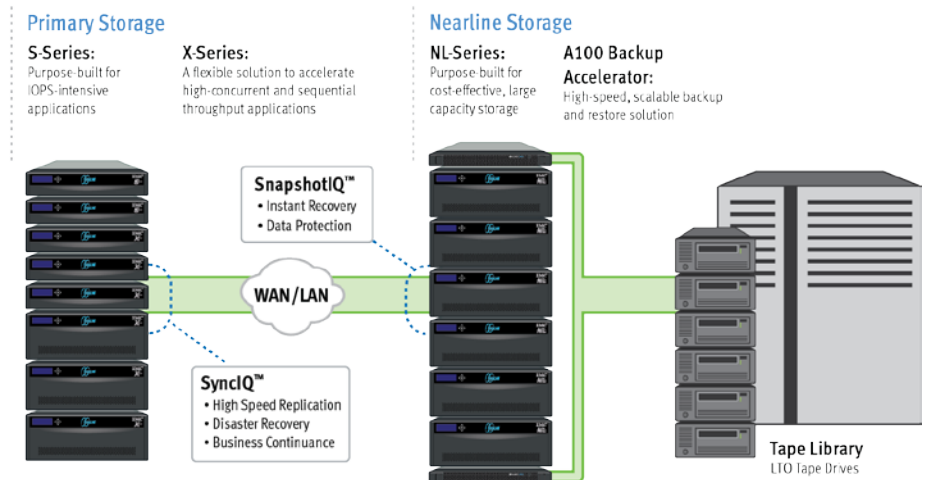 Primary Storage
S-Series:
Purpose-built for
IOPS-intensive
applications
X-Series:
A flexible solution to accelerate
high-concurrent and sequential
throughput applications
Nearline Storage
NL-Series:
Purpose-built for
cost-effective, large
capacity storage
A100 Backup
Accelerator:
High-speed, scalable backup
and restore solution
SnapshotIQ™
• Instant Recovery
• Data Protection
WAN/LAN
SyncIQ™
• High Speed Replication
• Disaster Recovery
• Business Continuance
Tape Library
LTO Tape Drives